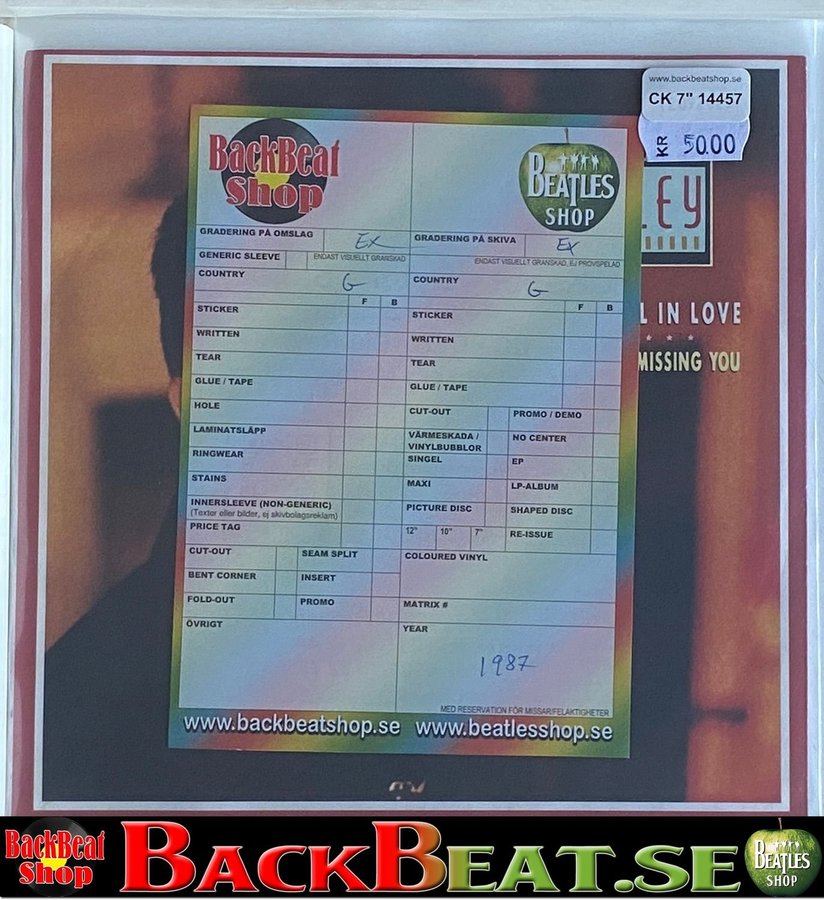 www.backbeatshop.se
CK 7" 14457
KR 50.00
LEY
L IN LOVE
MISSING YOU
BackBeat
Shop
BEATLES
SHOP
GRADERING PÅ OMSLAG Ex
GENERIC SLEEVE ENDAST VISUELLT GRANSKAD
COUNTRY G
F B
STICKER
WRITTEN
TEAR
GLUE / TAPE
HOLE
LAMINATSLÄPP
RINGWEAR
STAINS
INNERSLEEVE (NON-GENERIC)
(Texter eller bilder, ej skivbolagsreklam)
PRICE TAG
CUT-OUT SEAM SPLIT
BENT CORNER INSERT
FOLD-OUT PROMO
ÖVRIGT
GRADERING PÅ SKIVA Ex
ENDAST VISUELLT GRANSKAD, EJ PROVSPELAD
COUNTRY G
F B
STICKER
WRITTEN
TEAR
GLUE / TAPE
CUT-OUT PROMO / DEMO
VÄRMESKADA / NO CENTER
VINYLBUBBLOR
SINGEL EP
MAXI LP-ALBUM
PICTURE DISC SHAPED DISC
12" 10" 7" RE-ISSUE
COLOURED VINYL
MATRIX #
YEAR
1987
MED RESERVATION FÖR MISSAR/FELAKTIGHETER
www.backbeatshop.se www.beatlesshop.se
BackBeat
Shop
BACKBEAT.SE
BEATLES
SHOP